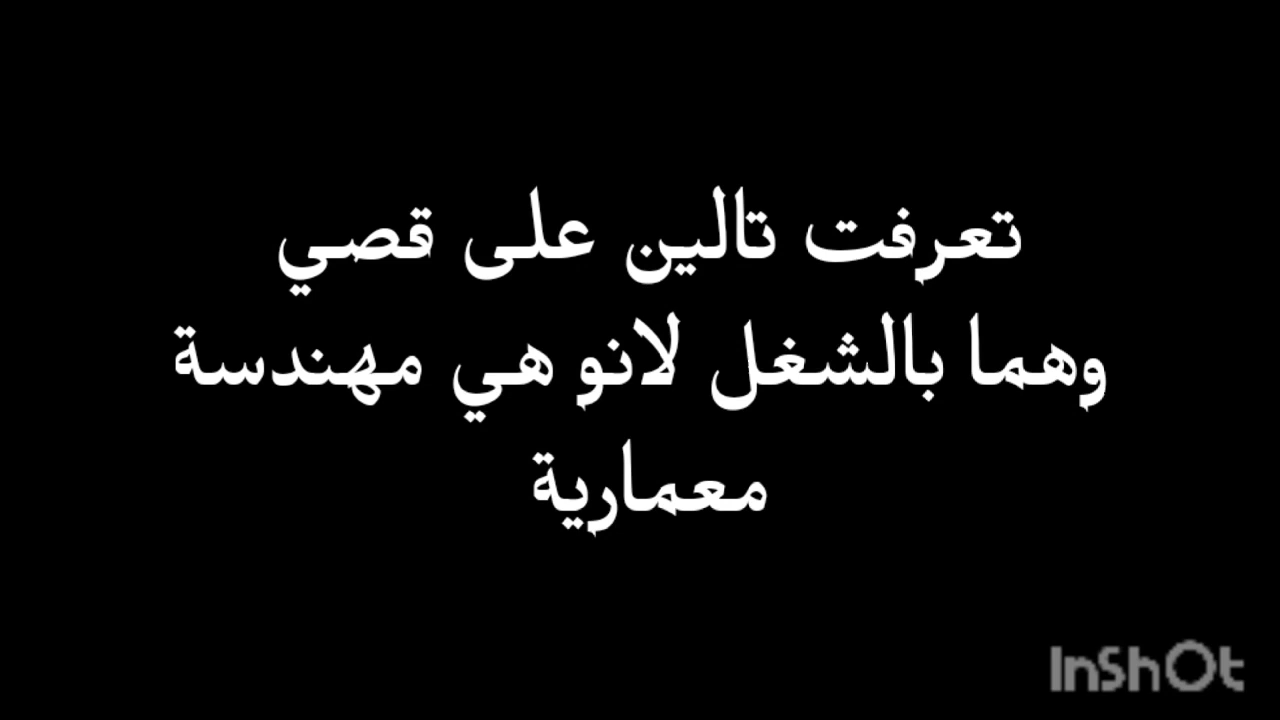 تعرفت تالين على قصي
وهما بالشغل لانو هي مهندسة
معمارية
InShOt